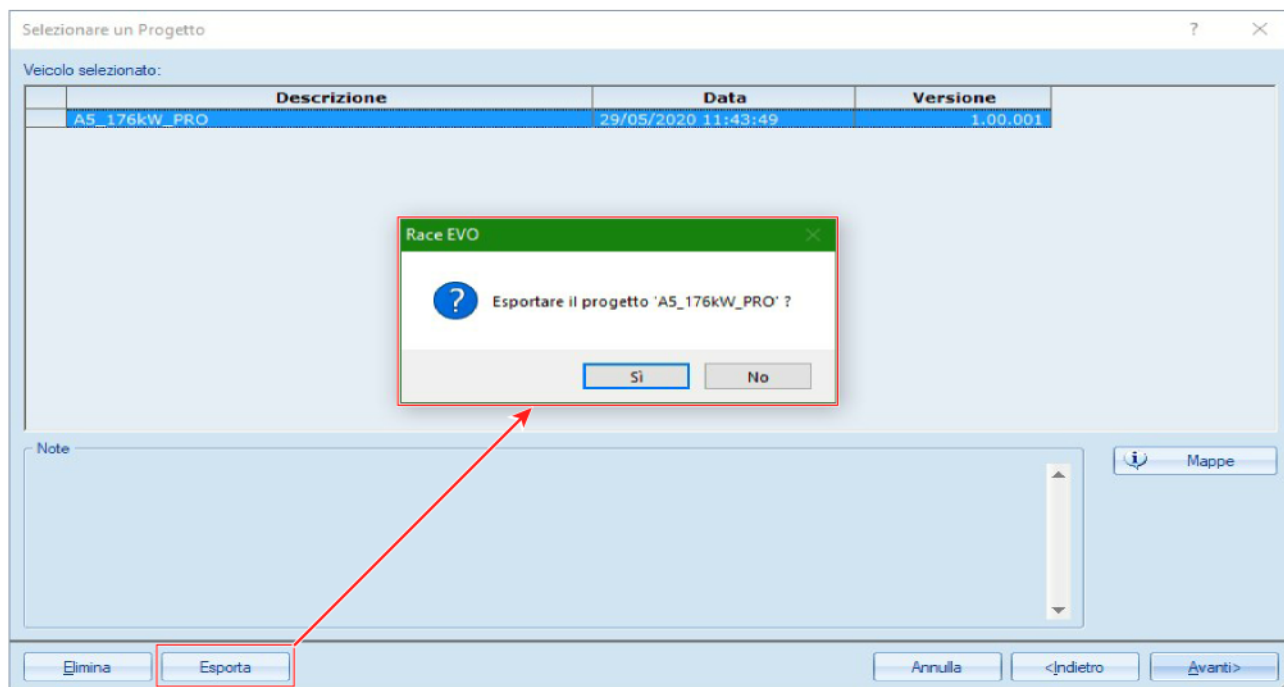 Selezionare un Progetto
Veicolo selezionato:
Descrizione Data Versione
A5_176kW_PRO 29/05/2020 11:43:49 1.00.001
Race EVO
Esportare il progetto 'A5_176kW_PRO' ?
Sì No
Note
Mappe
Elimina Esporta Annulla <Indietro Avanti>